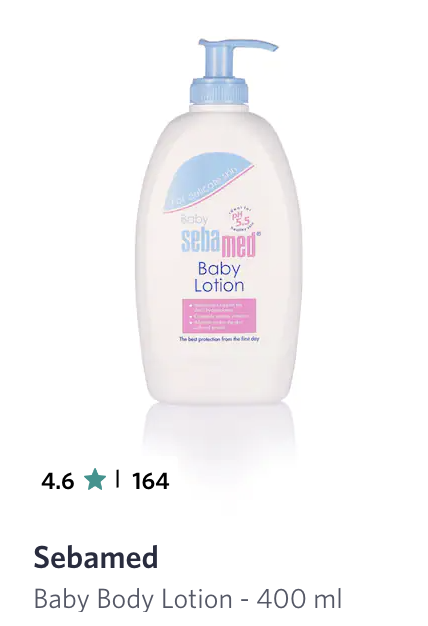 for delicate skin
Baby
pH
5.5
sebamed®
Baby
Lotion
The best protection from the first day
4.6 ★ | 164
Sebamed
Baby Body Lotion - 400 ml